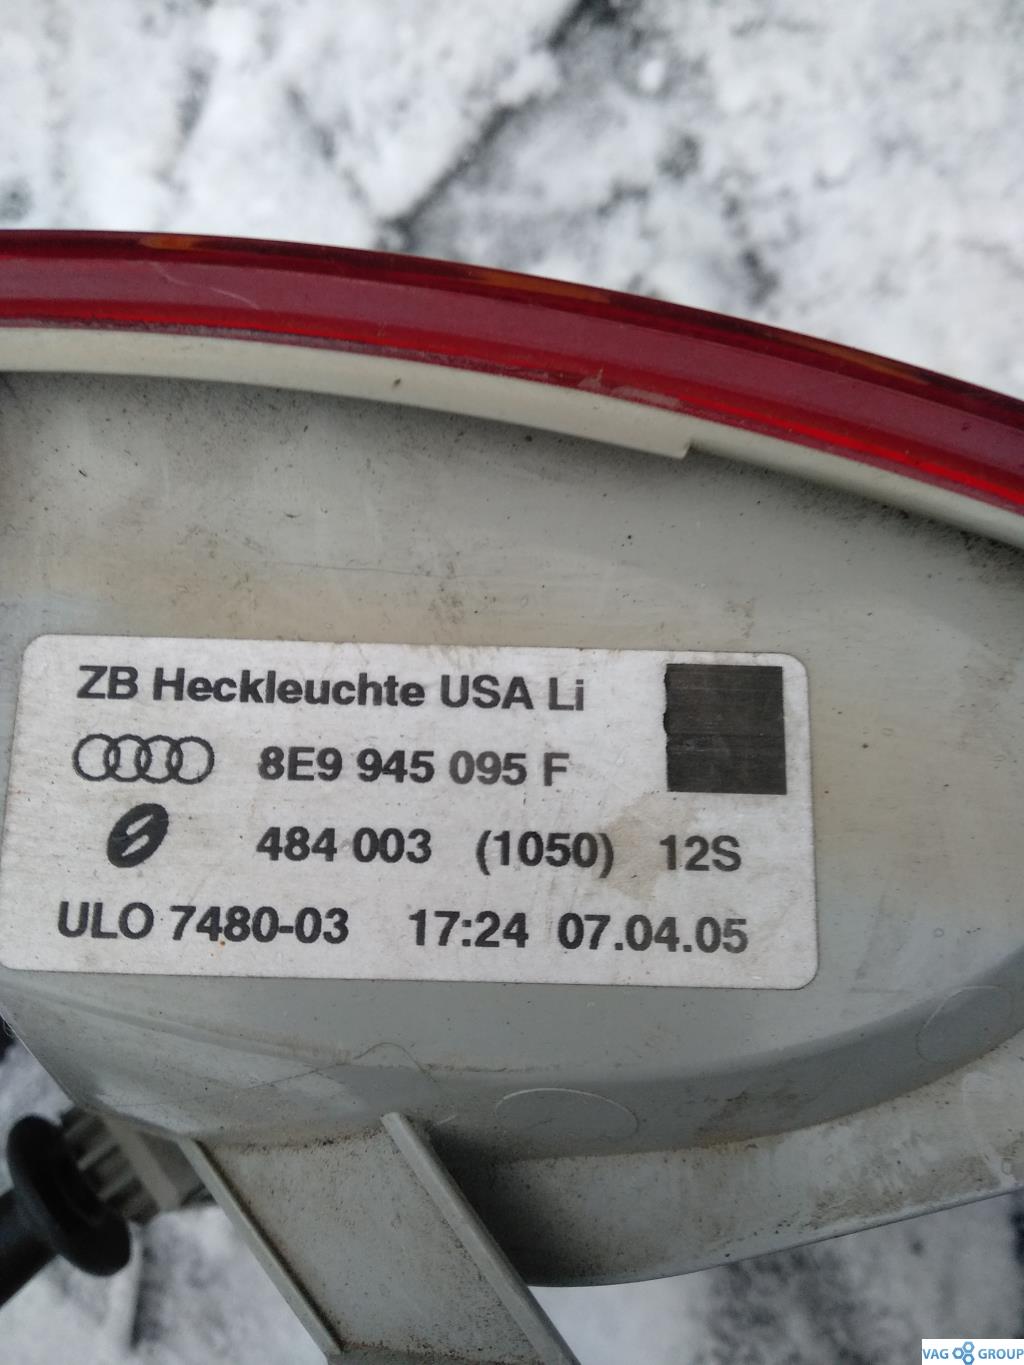 ZB Heckleuchte USA Li
8E9 945 095 F
484 003 (1050) 12S
ULO 7480-03 17:24 07.04.05
VAG GROUP